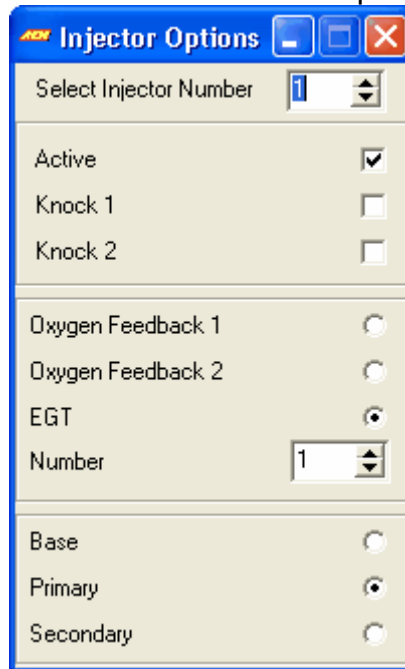 Injector Options
Select Injector Number 1
Active
Knock 1
Knock 2
Oxygen Feedback 1
Oxygen Feedback 2
EGT
Number 1
Base
Primary
Secondary